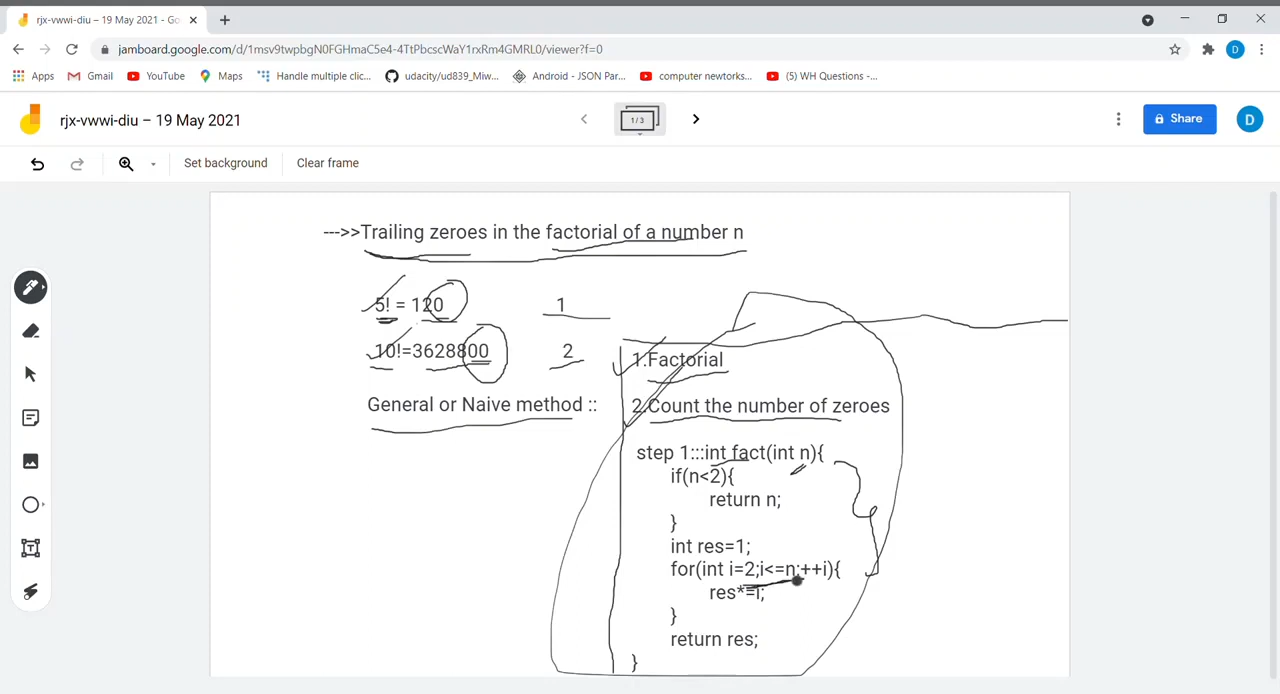 rjx-vwwi-diu – 19 May 2021 - Go
jamboard.google.com/d/1msv9twpbgN0FGHmaC5e4-4TtPbcscWaY1rxRm4GMRL0/viewer?f=0
D
Apps Gmail YouTube Maps Handle multiple clic... udacity/ud839_Miw... Android - JSON Par... computer newtorks... (5) WH Questions -...
rjx-vwwi-diu – 19 May 2021
1/3
Share
D
Set background Clear frame
--->>Trailing zeroes in the factorial of a number n
5! = 120 1
10!=3628800 2
1.Factorial
General or Naive method :: 2.Count the number of zeroes
step 1:::int fact(int n){
if(n<2){
return n;
}
int res=1;
for(int i=2;i<=n;++i){
res*=i;
}
return res;
}